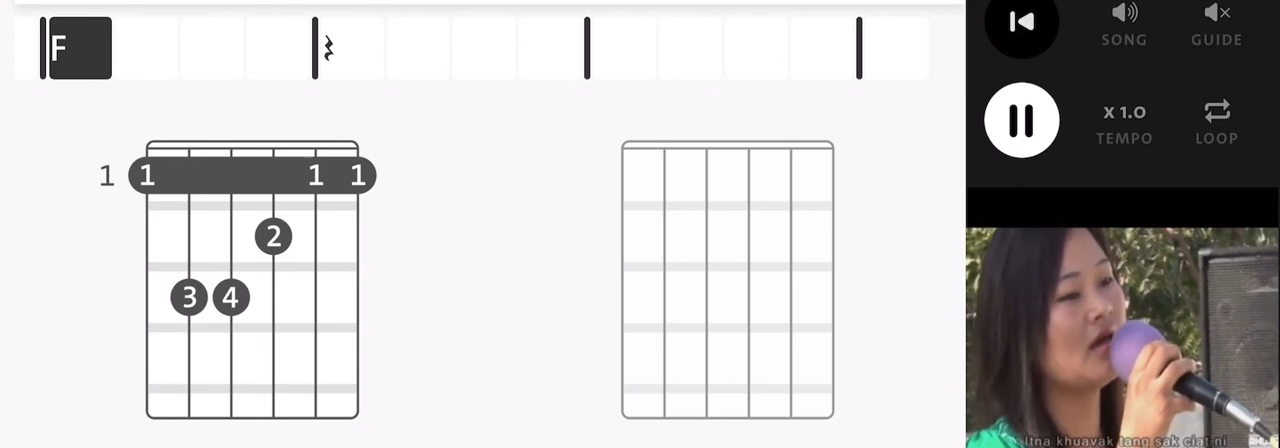 F
SONG
GUIDE
X 1.0
TEMPO
LOOP
1
1
1
1
2
3
4
Itna khuavak tang sak ciat ni